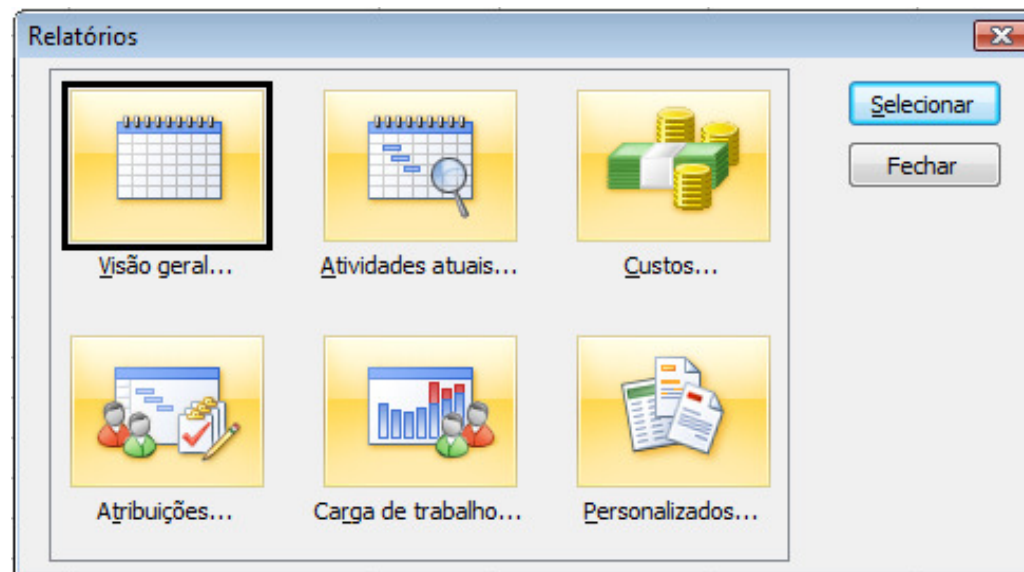 Relatórios
Selecionar
Fechar
Visão geral...
Atividades atuais...
Custos...
Atribuições...
Carga de trabalho...
Personalizados...